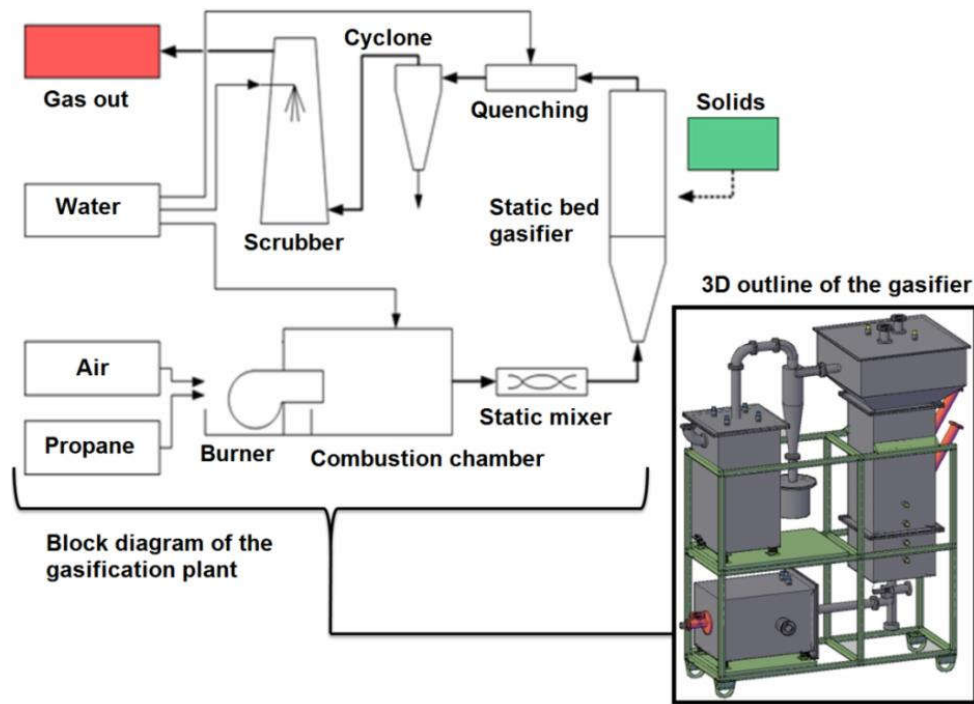 Cyclone
Gas out
Quenching
Solids
Water
Scrubber
Static bed
gasifier
3D outline of the gasifier
Air
Propane
Burner
Combustion chamber
Static mixer
Block diagram of the
gasification plant